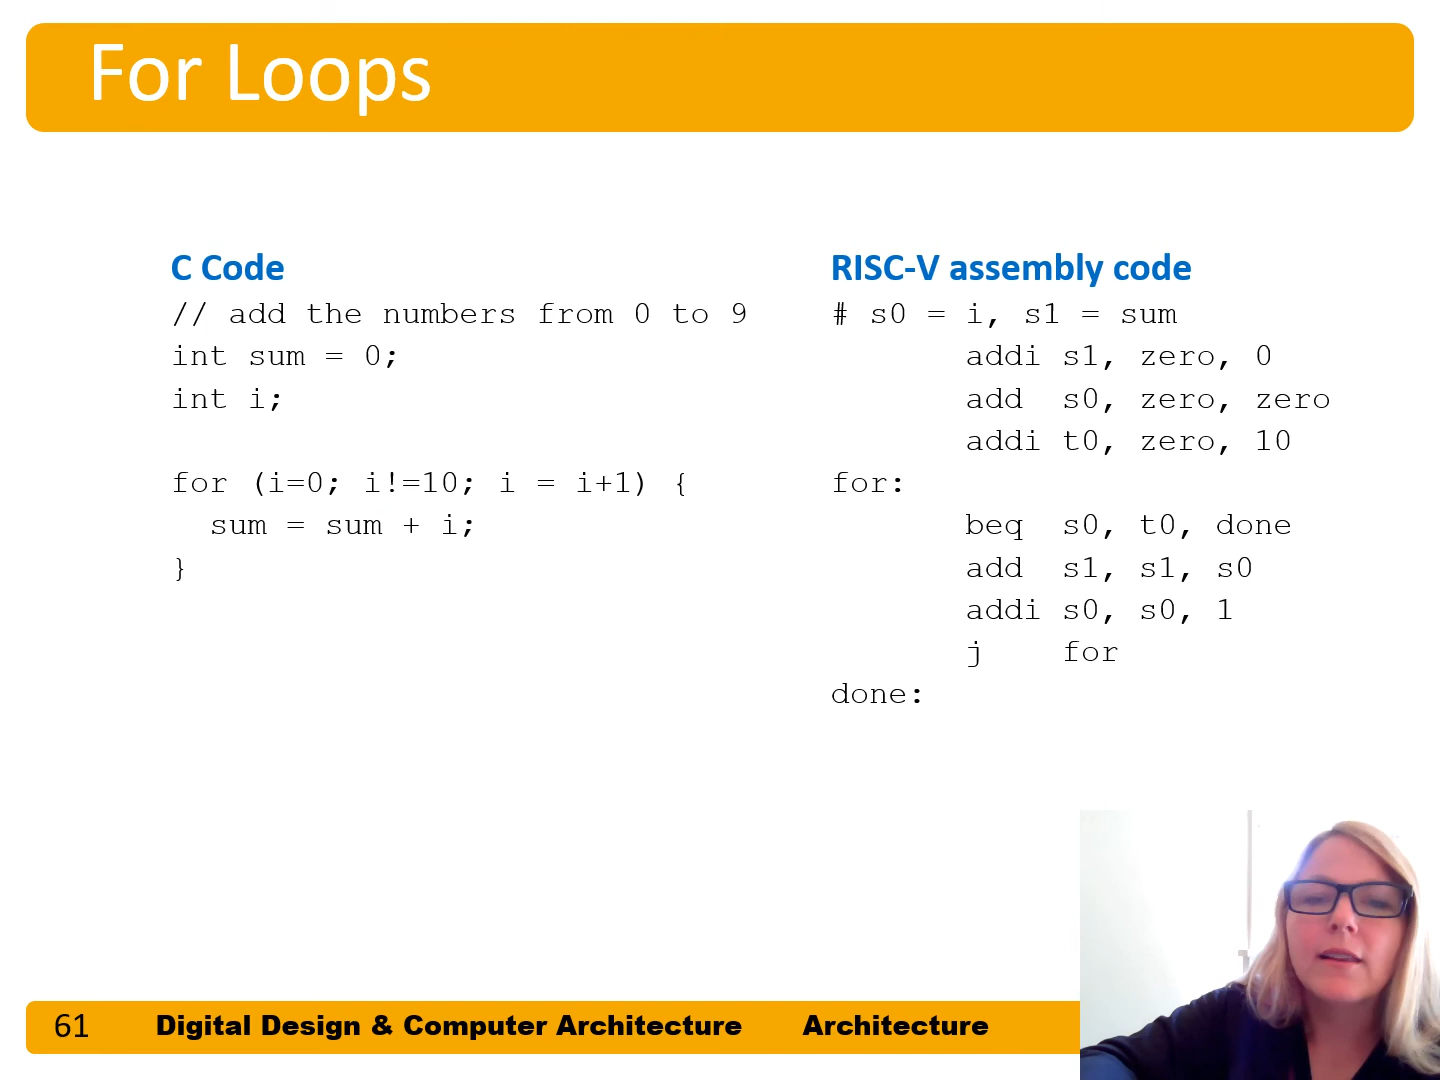 For Loops
C Code
// add the numbers from 0 to 9
int sum = 0;
int i;
for (i=0; i!=10; i = i+1) {
  sum = sum + i;
}
RISC-V assembly code
# s0 = i, s1 = sum
       addi s1, zero, 0
       add  s0, zero, zero
       addi t0, zero, 10
for:
       beq  s0, t0, done
       add  s1, s1, s0
       addi s0, s0, 1
       j    for
done:
61 Digital Design & Computer Architecture Architecture